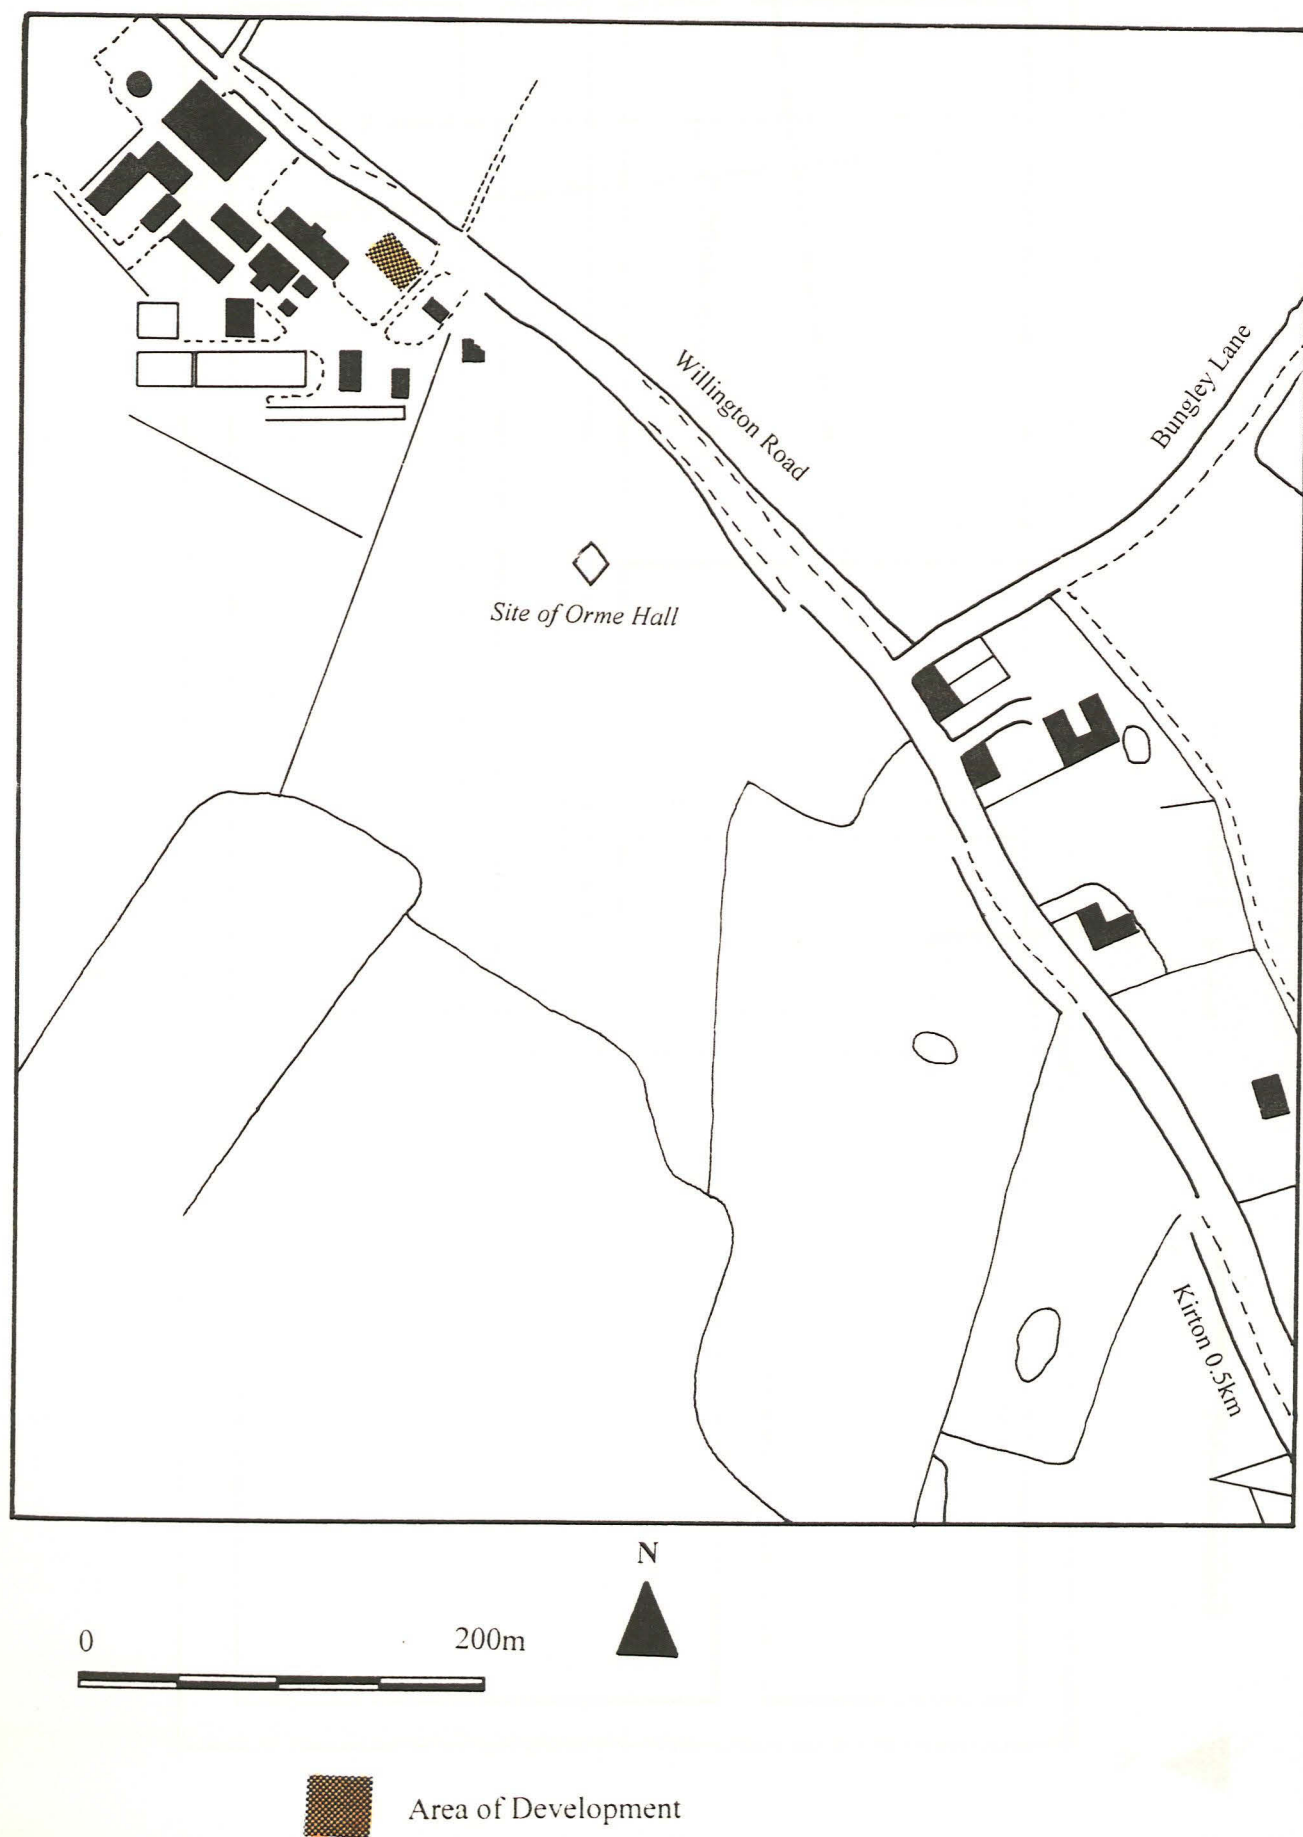 Willington Road
Bungley Lane
Site of Orme Hall
Kirton 0.5km
N
0 200m
Area of Development